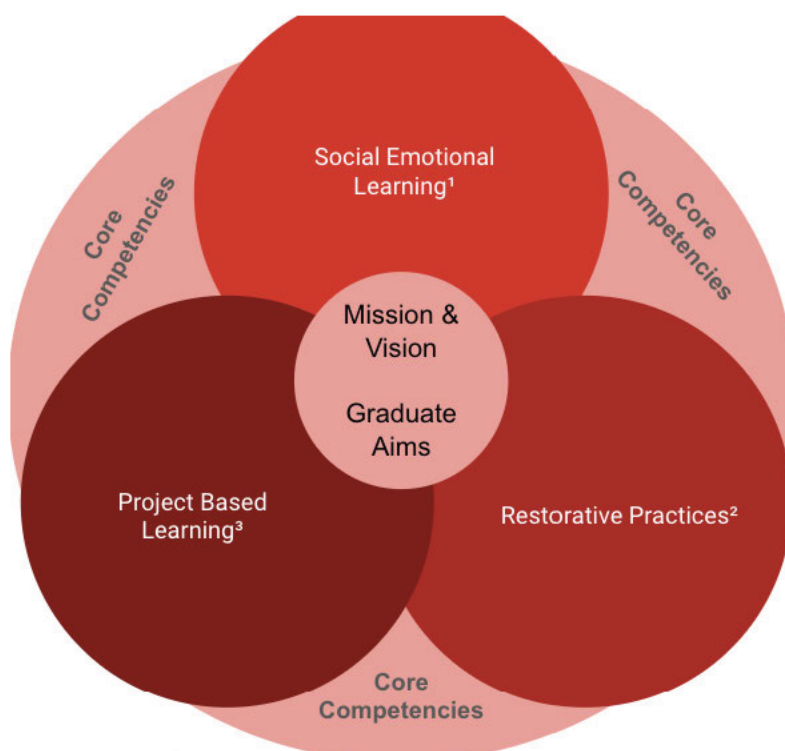 Social Emotional
Learning¹
Core
Competencies
Core
Competencies
Mission &
Vision
Graduate
Aims
Project Based
Learning³
Restorative Practices²
Core
Competencies